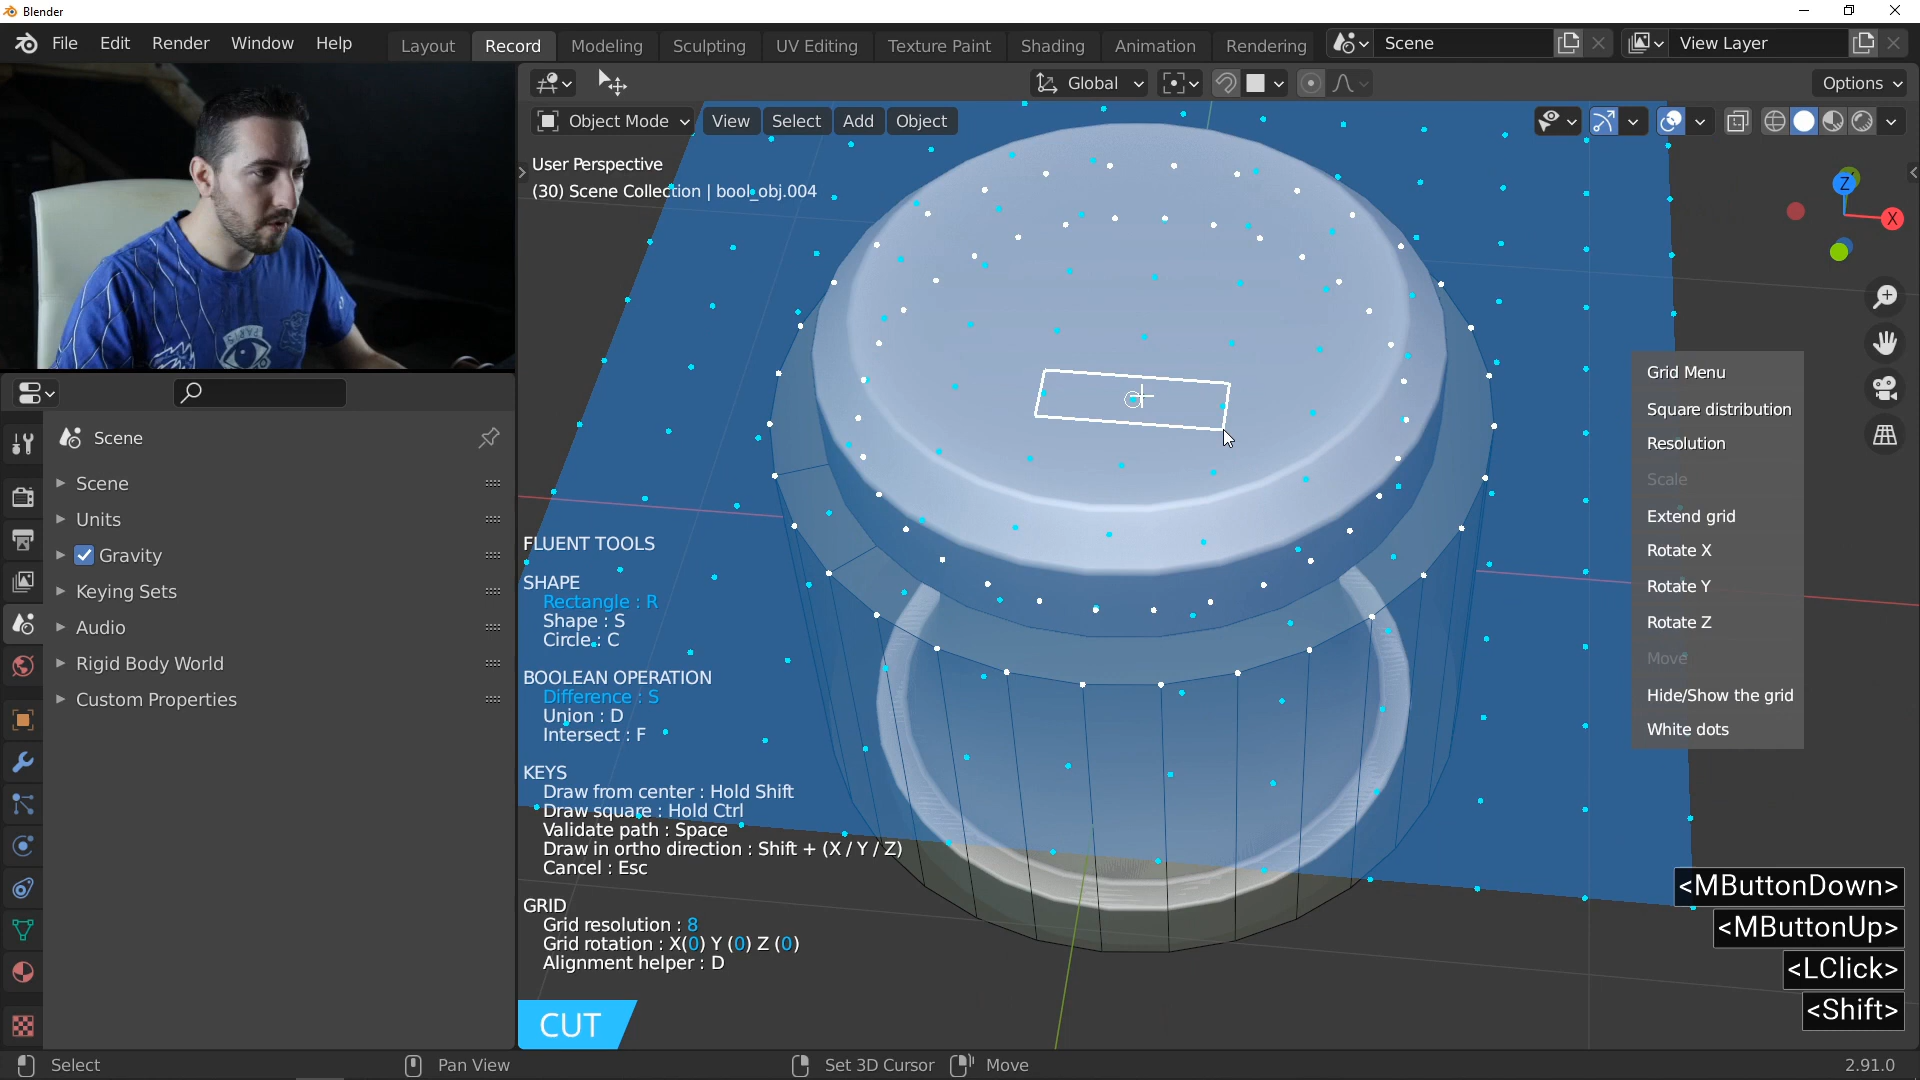 Blender
File Edit Render Window Help
Layout Record Modeling Sculpting UV Editing Texture Paint Shading Animation Rendering
Scene
View Layer
Global
Options
Object Mode View Select Add Object
User Perspective
(30) Scene Collection | bool_obj.004
Z
X
Grid Menu
Square distribution
Resolution
Scale
Extend grid
Rotate X
Rotate Y
Rotate Z
Move
Hide/Show the grid
White dots
Scene
Scene
Units
Gravity
Keying Sets
Audio
Rigid Body World
Custom Properties
FLUENT TOOLS
SHAPE
Rectangle : R
Shape : S
Circle : C
BOOLEAN OPERATION
Difference : S
Union : D
Intersect : F
KEYS
Draw from center : Hold Shift
Draw square : Hold Ctrl
Validate path : Space
Draw in ortho direction : Shift + (X / Y / Z)
Cancel : Esc
GRID
Grid resolution : 8
Grid rotation : X(0) Y (0) Z (0)
Alignment helper : D
CUT
<MButtonDown>
<MButtonUp>
<LClick>
<Shift>
Select Pan View Set 3D Cursor Move 2.91.0